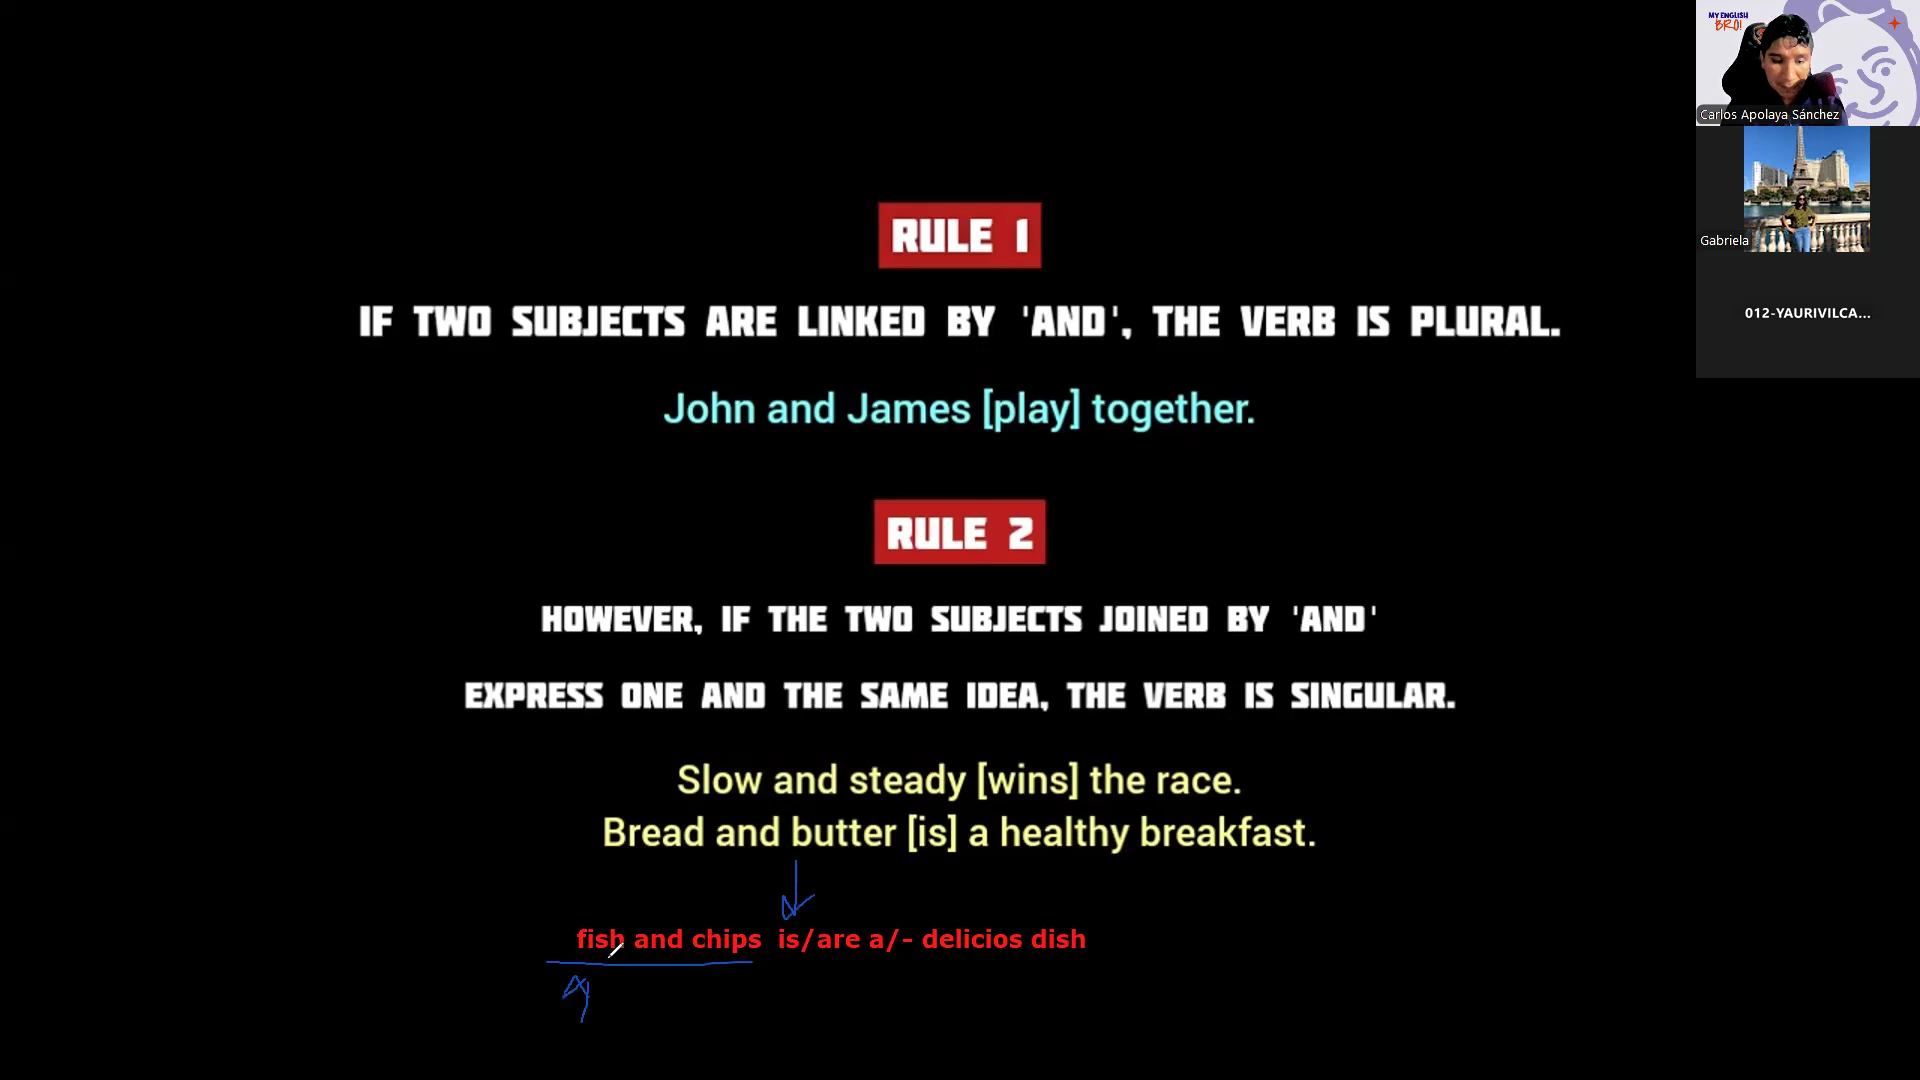 MY ENGLISH
BRO!
Carlos Apolaya Sánchez
Gabriela
012-YAURIVILCA...
RULE 1
IF TWO SUBJECTS ARE LINKED BY 'AND', THE VERB IS PLURAL.
John and James [play] together.
RULE 2
HOWEVER, IF THE TWO SUBJECTS JOINED BY 'AND'
EXPRESS ONE AND THE SAME IDEA, THE VERB IS SINGULAR.
Slow and steady [wins] the race.
Bread and butter [is] a healthy breakfast.
fish and chips is/are a/- delicios dish